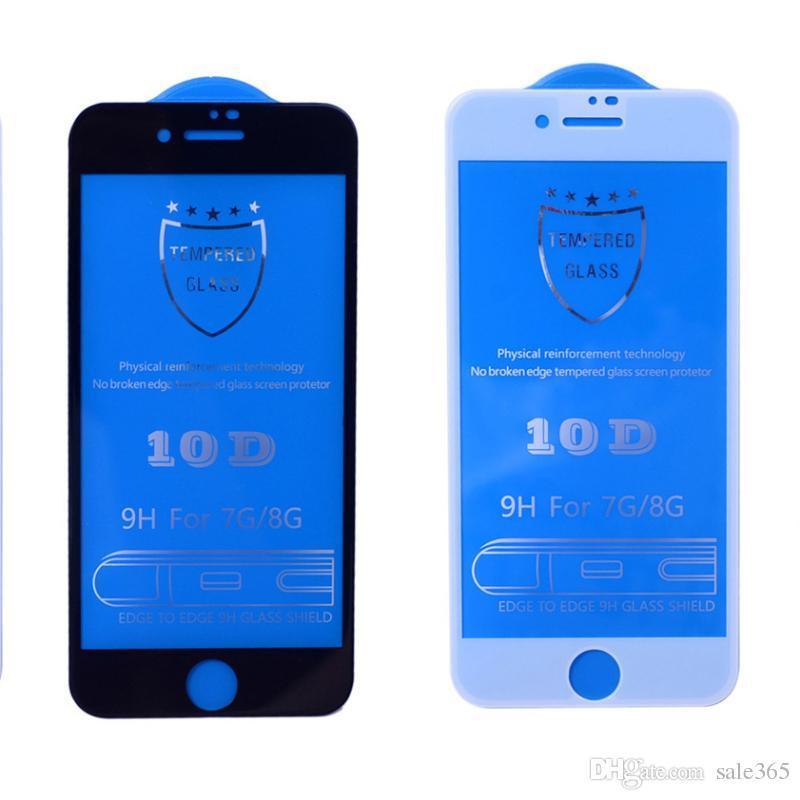 TEMPERED
GLASS
Physical reinforcement technology
No broken edge tempered glass screen protetor
10D
9H For 7G/8G
EDGE TO EDGE 9H GLASS SHIELD
TEMPERED
GLASS
Physical reinforcement technology
No broken edge tempered glass screen protetor
10D
9H For 7G/8G
EDGE TO EDGE 9H GLASS SHIELD
DHgate.com sale365